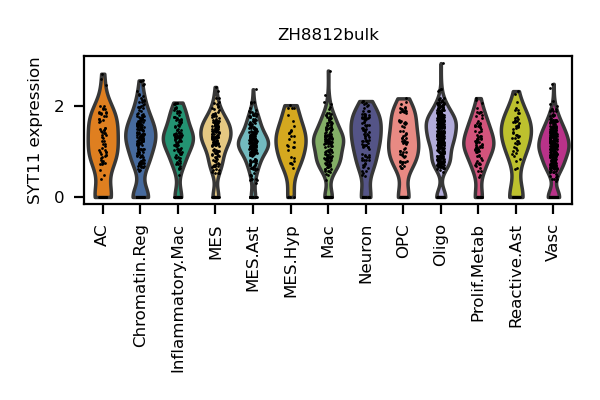 ZH8812bulk
SYT11 expression
2
0
AC
Chromatin.Reg
Inflammatory.Mac
MES
MES.Ast
MES.Hyp
Mac
Neuron
OPC
Oligo
Prolif.Metab
Reactive.Ast
Vasc